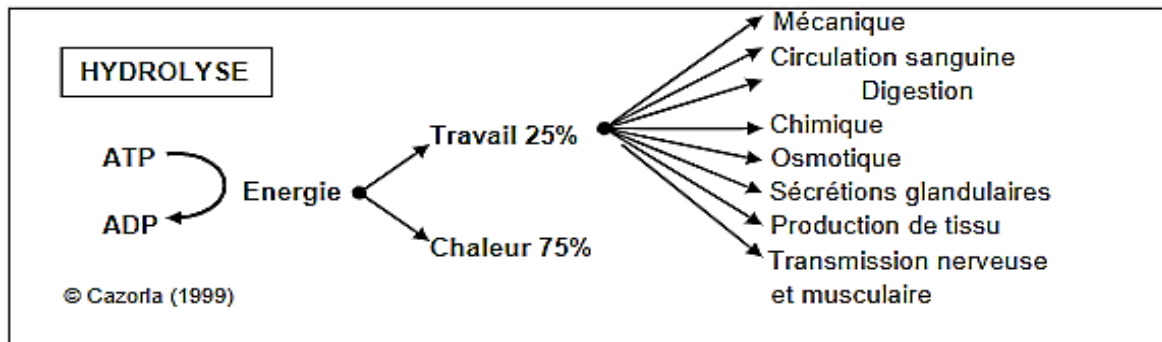 HYDROLYSE
ATP
ADP
Energie
Travail 25%
Chaleur 75%
Mécanique
Circulation sanguine
Digestion
Chimique
Osmotique
Sécrétions glandulaires
Production de tissu
Transmission nerveuse
et musculaire
© Cazorla (1999)